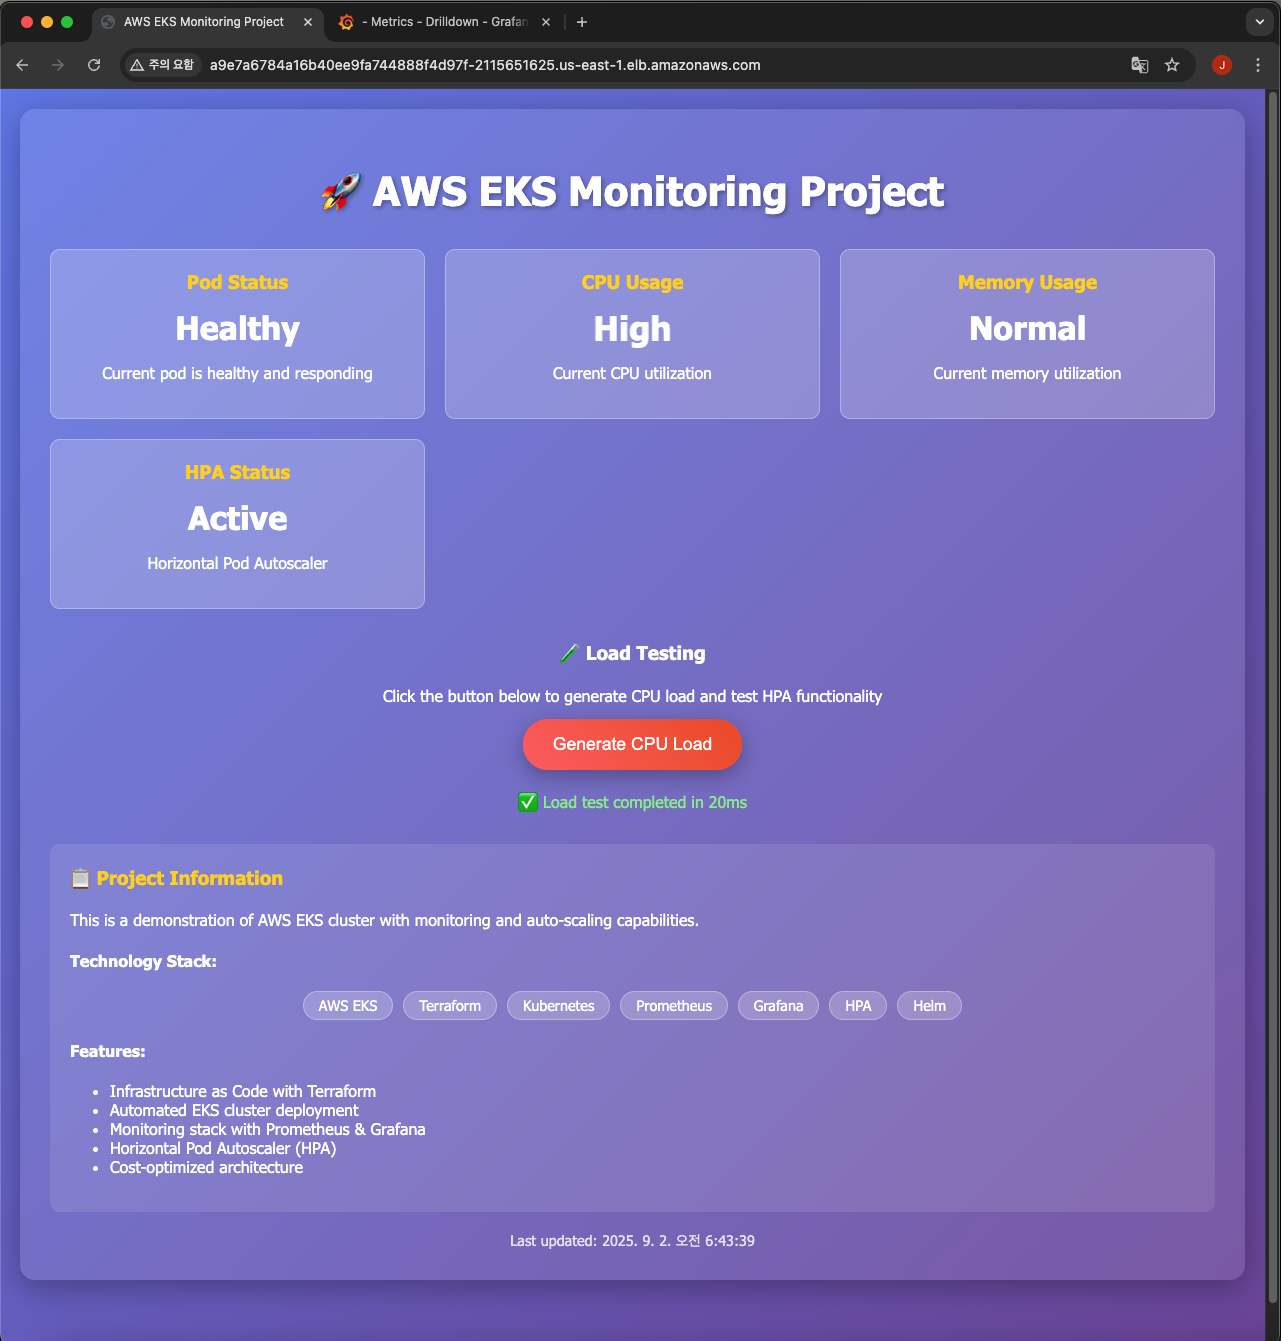 AWS EKS Monitoring Project
- Metrics - Drilldown - Grafan
주의 요함
a9e7a6784a16b40ee9fa744888f4d97f-2115651625.us-east-1.elb.amazonaws.com
J
🚀 AWS EKS Monitoring Project
Pod Status
Healthy
Current pod is healthy and responding
CPU Usage
High
Current CPU utilization
Memory Usage
Normal
Current memory utilization
HPA Status
Active
Horizontal Pod Autoscaler
Load Testing
Click the button below to generate CPU load and test HPA functionality
Generate CPU Load
✅ Load test completed in 20ms
📋 Project Information
This is a demonstration of AWS EKS cluster with monitoring and auto-scaling capabilities.
Technology Stack:
AWS EKS
Terraform
Kubernetes
Prometheus
Grafana
HPA
Helm
Features:
• Infrastructure as Code with Terraform
• Automated EKS cluster deployment
• Monitoring stack with Prometheus & Grafana
• Horizontal Pod Autoscaler (HPA)
• Cost-optimized architecture
Last updated: 2025. 9. 2. 오전 6:43:39